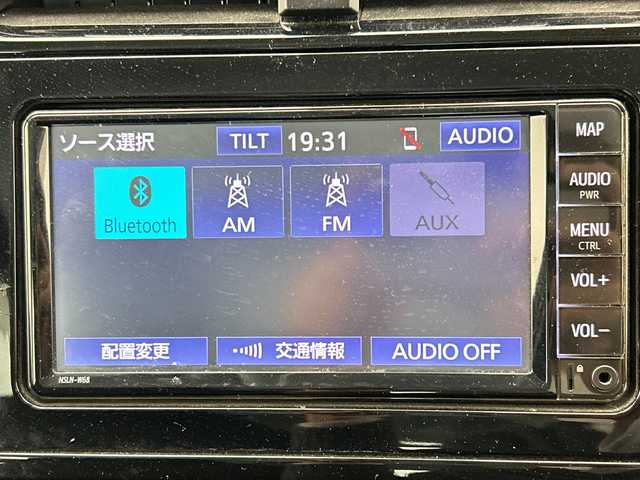 ソース選択 TILT 19:31 AUDIO
Bluetooth AM FM AUX
配置変更 交通情報 AUDIO OFF
NSLN-W68
MAP
AUDIO
PWR
MENU
CTRL
VOL+
VOL-